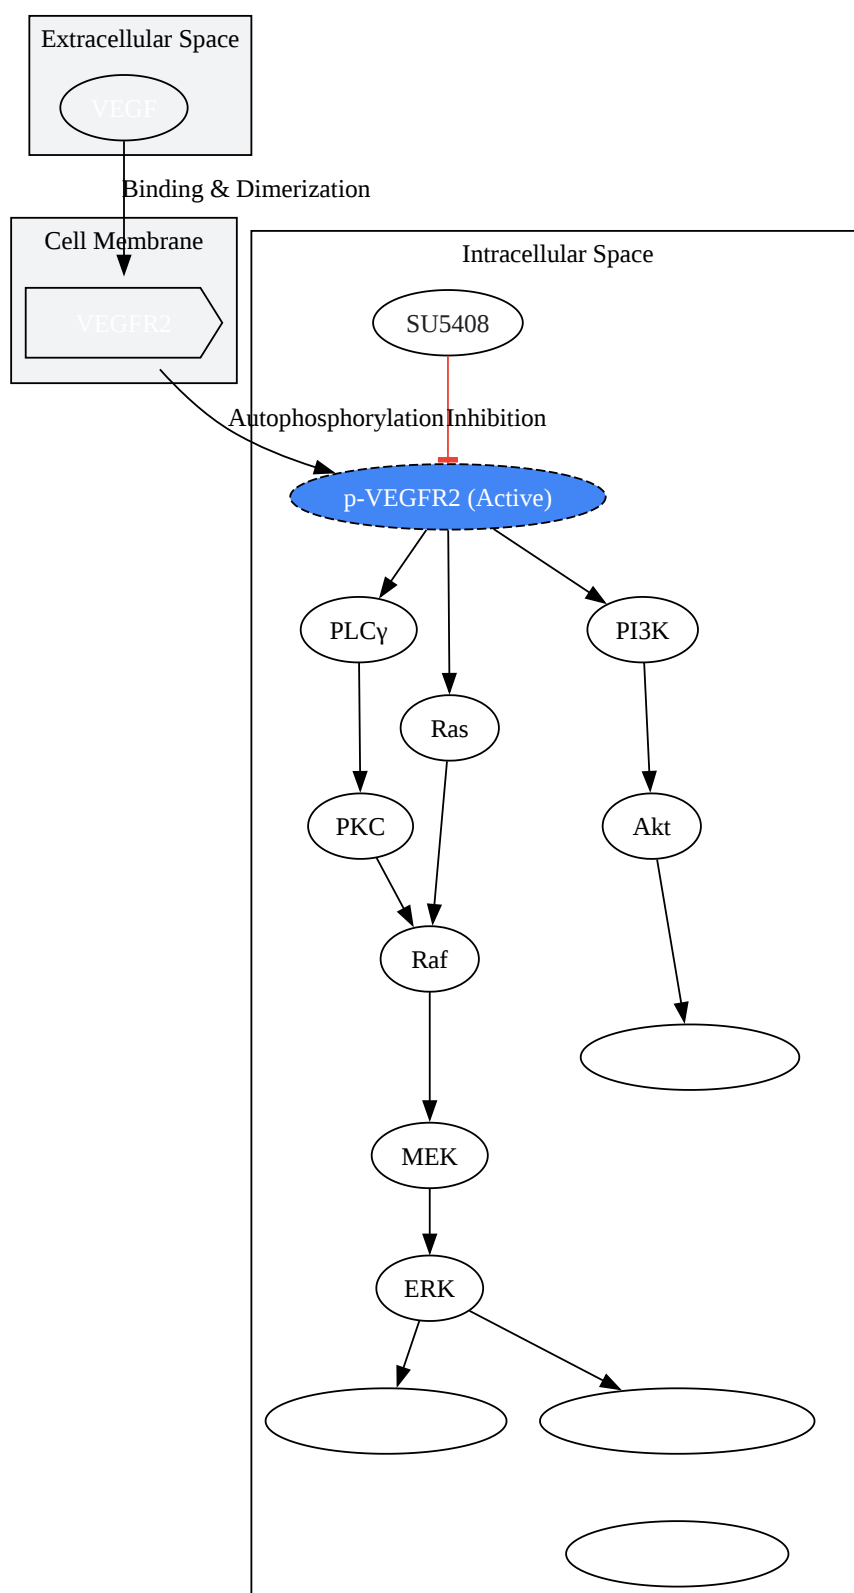 Extracellular Space
VEGF
Binding & Dimerization
Cell Membrane
VEGFR2
Intracellular Space
SU5408
Autophosphorylation
Inhibition
p-VEGFR2 (Active)
PLCγ
PI3K
Ras
PKC
Akt
Raf
MEK
ERK